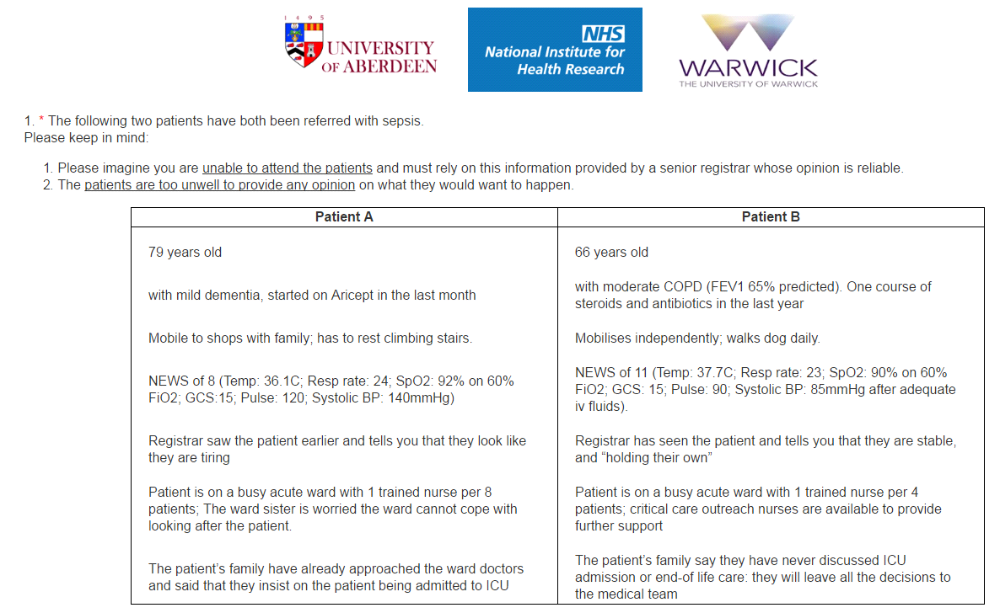 1 4 9 5
UNIVERSITY
OF ABERDEEN
NHS
National Institute for
Health Research
WARWICK
THE UNIVERSITY OF WARWICK
1. * The following two patients have both been referred with sepsis.
Please keep in mind:
1. Please imagine you are unable to attend the patients and must rely on this information provided by a senior registrar whose opinion is reliable.
2. The patients are too unwell to provide any opinion on what they would want to happen.
Patient A
79 years old
with mild dementia, started on Aricept in the last month
Mobile to shops with family; has to rest climbing stairs.
NEWS of 8 (Temp: 36.1C; Resp rate: 24; SpO2: 92% on 60%
FiO2; GCS:15; Pulse: 120; Systolic BP: 140mmHg)
Registrar saw the patient earlier and tells you that they look like
they are tiring
Patient is on a busy acute ward with 1 trained nurse per 8
patients; The ward sister is worried the ward cannot cope with
looking after the patient.
The patient's family have already approached the ward doctors
and said that they insist on the patient being admitted to ICU
Patient B
66 years old
with moderate COPD (FEV1 65% predicted). One course of
steroids and antibiotics in the last year
Mobilises independently; walks dog daily.
NEWS of 11 (Temp: 37.7C; Resp rate: 23; SpO2: 90% on 60%
FiO2; GCS: 15; Pulse: 90; Systolic BP: 85mmHg after adequate
iv fluids).
Registrar has seen the patient and tells you that they are stable,
and “holding their own”
Patient is on a busy acute ward with 1 trained nurse per 4
patients; critical care outreach nurses are available to provide
further support
The patient's family say they have never discussed ICU
admission or end-of life care: they will leave all the decisions to
the medical team